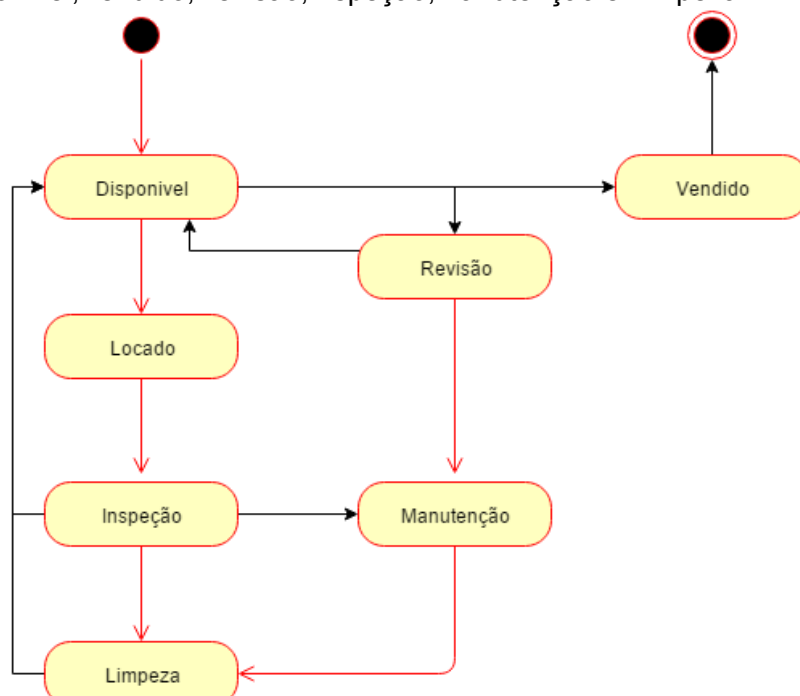 Disponivel
Vendido
Revisão
Locado
Inspeção
Manutenção
Limpeza